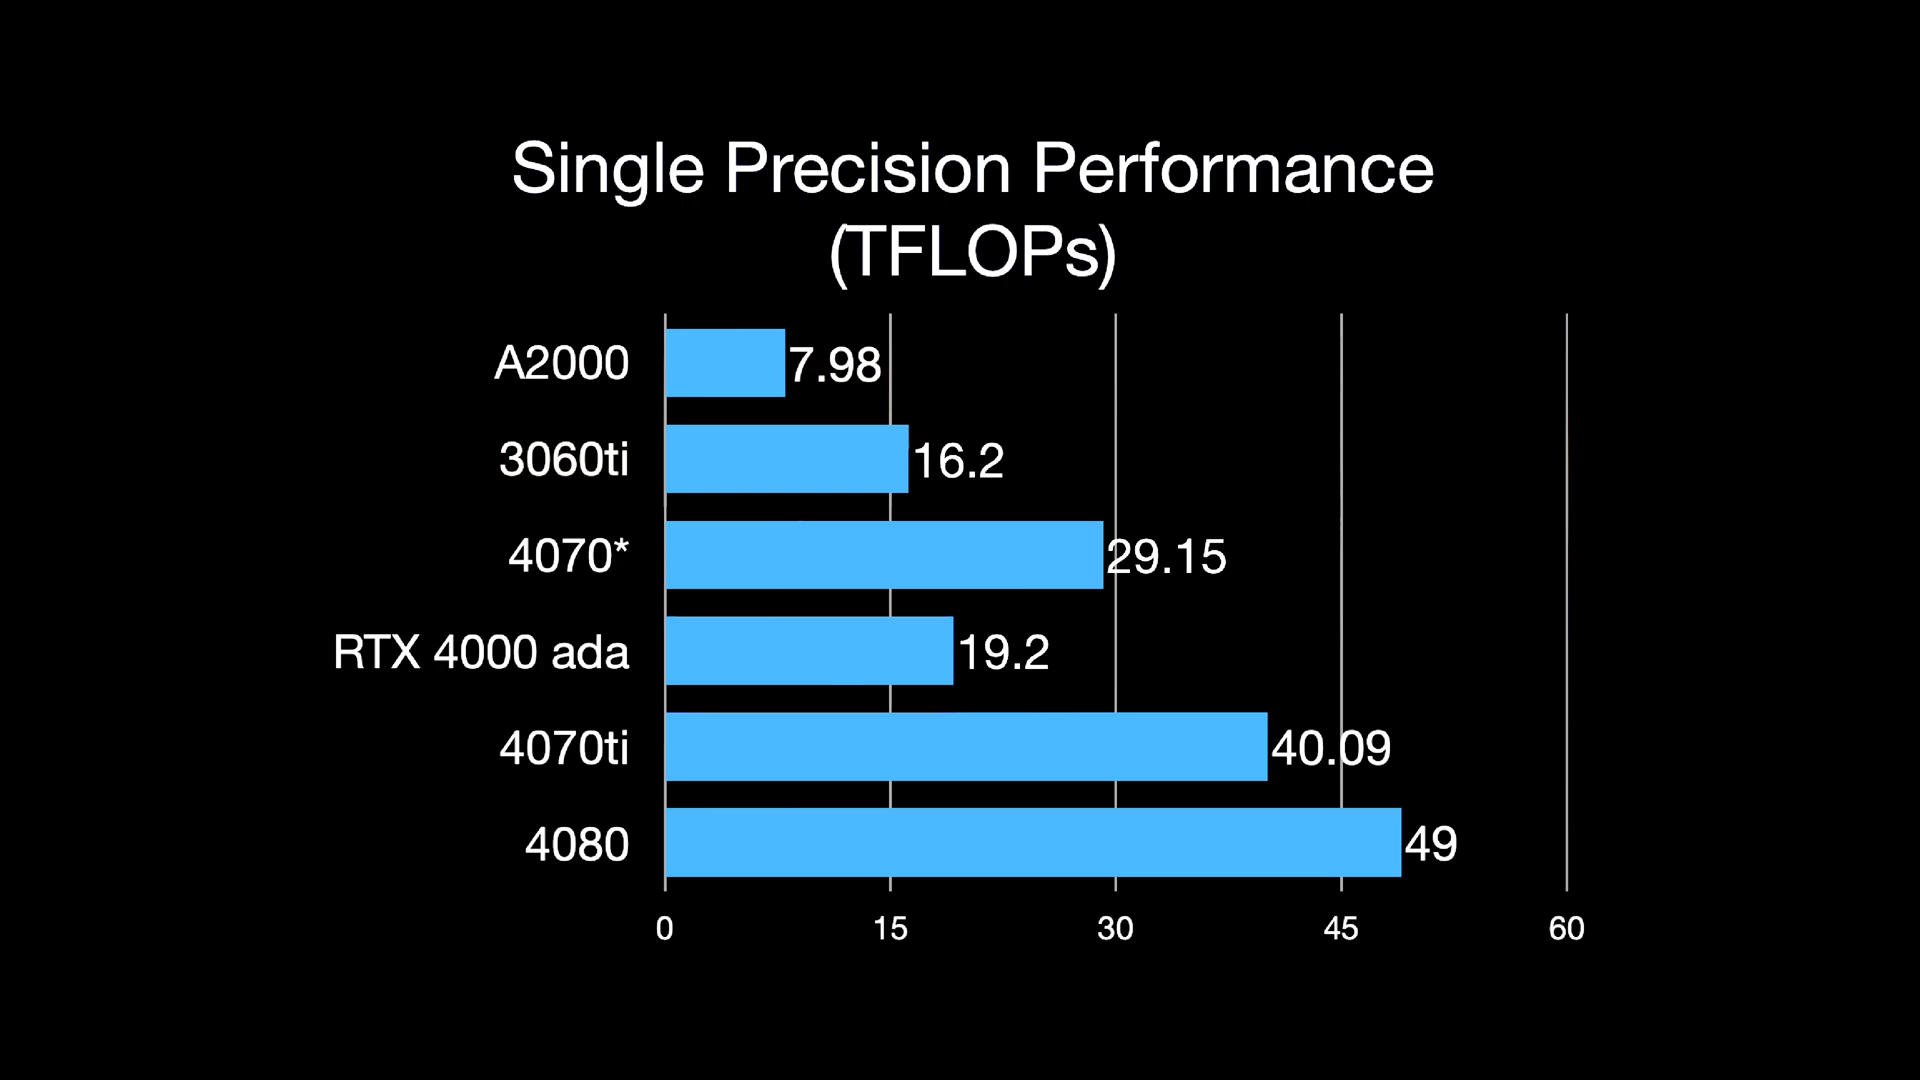 Single Precision Performance
(TFLOPs)
A2000 7.98
3060ti 16.2
4070* 29.15
RTX 4000 ada 19.2
4070ti 40.09
4080 49
0 15 30 45 60